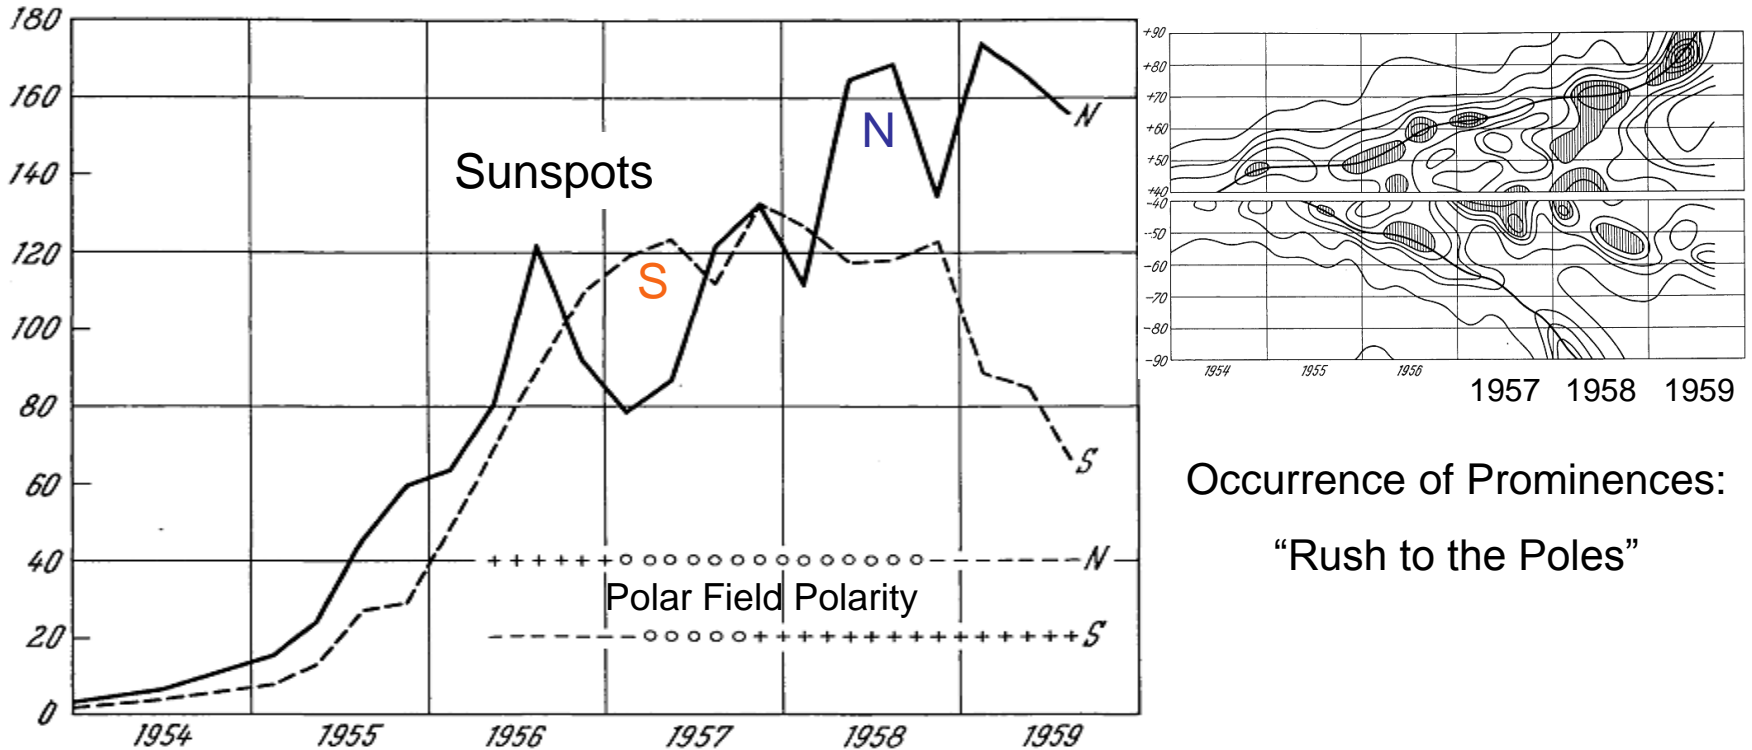 180
160
140
120
100
80
60
40
20
0
Sunspots
N
S
N
S
+ + + + + + o o o o o o o o o o o o o o - - - - - - - N
Polar Field Polarity
- - - - - - - o o o o o + + + + + + + + + + + + + + + S
1954 1955 1956 1957 1958 1959
+90
+80
+70
+60
+50
+40
-40
-50
-60
-70
-80
-90
1954 1955 1956 1957 1958 1959
Occurrence of Prominences:
“Rush to the Poles”